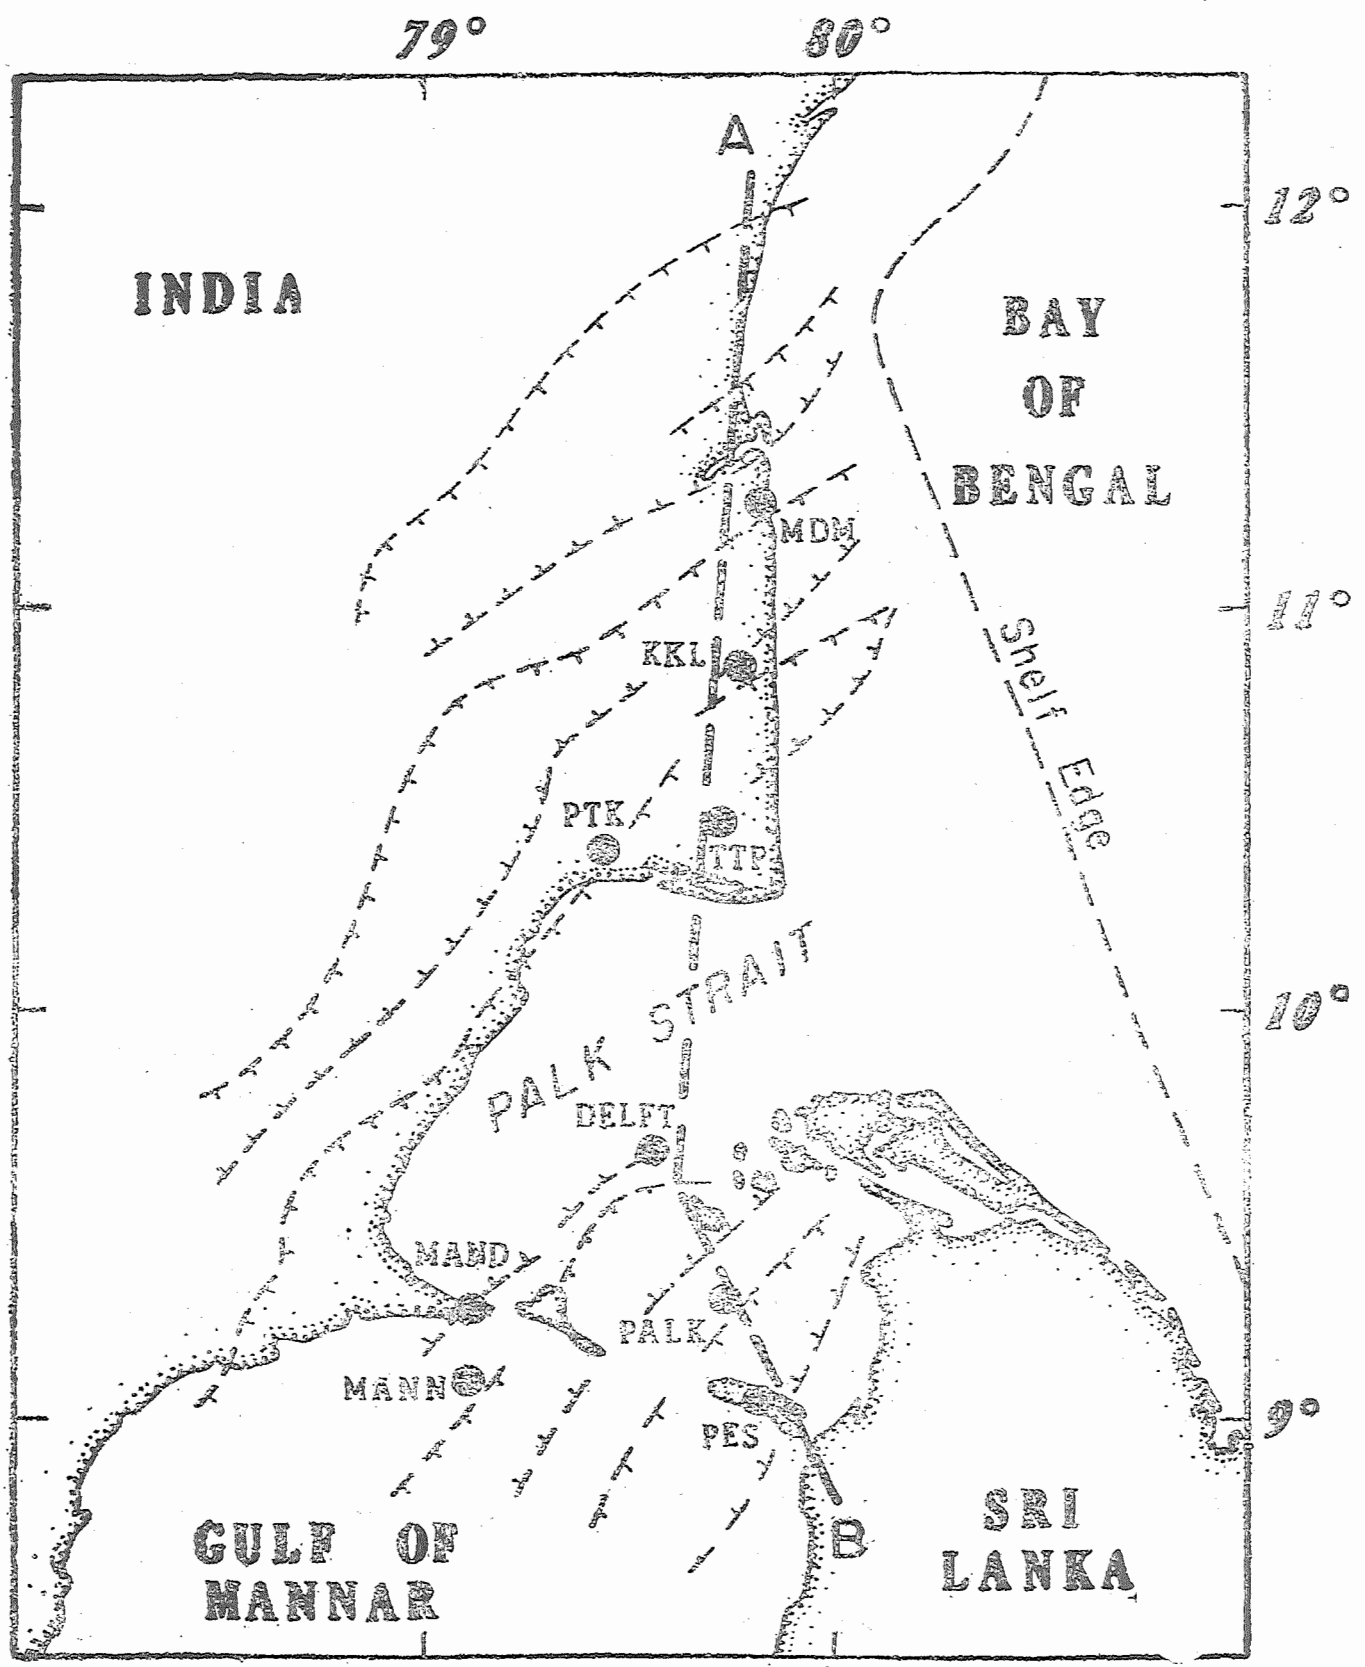 79° 80°
A
12°
INDIA
BAY
OF
BENGAL
MDM
11°
Shelf Edge
KKL
PTK
TTP
PALK STRAIT
10°
DELFT
MAND
PALK
MANN
9°
PES
SRI
LANKA
B
GULF OF
MANNAR